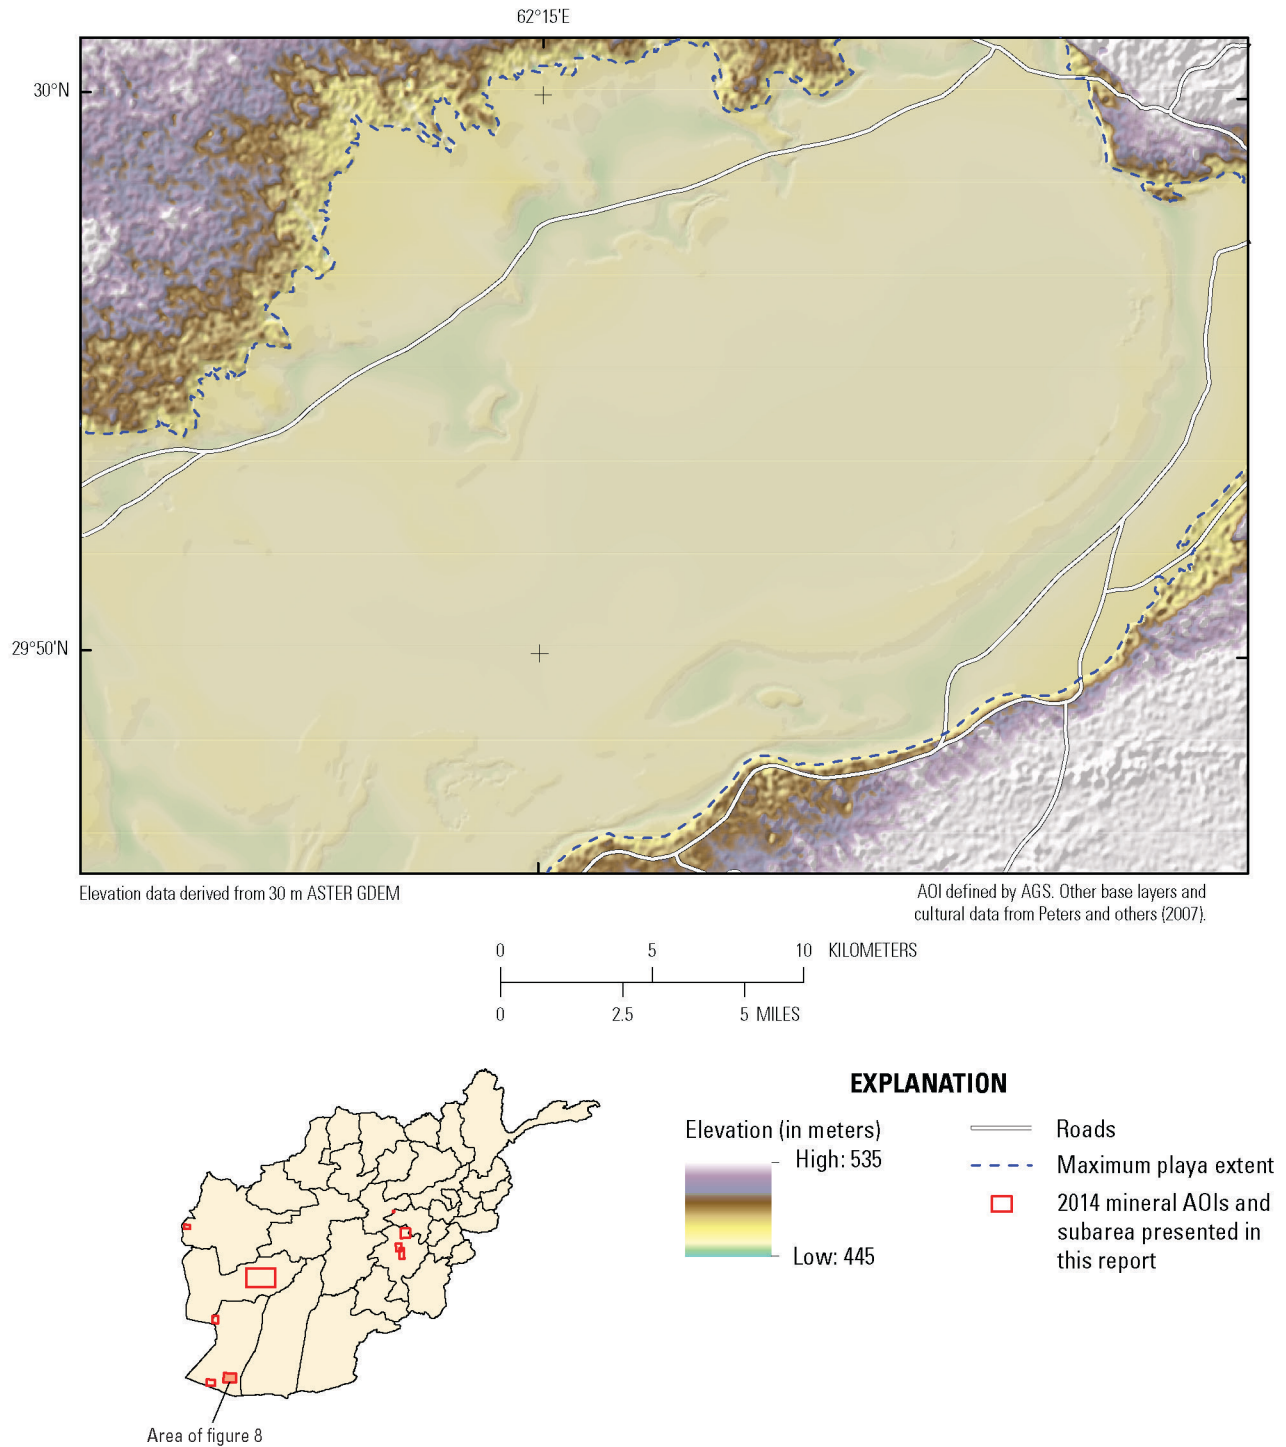 62°15'E
30°N
29°50'N
Elevation data derived from 30 m ASTER GDEM
AOI defined by AGS. Other base layers and
cultural data from Peters and others (2007).
0 5 10 KILOMETERS
0 2.5 5 MILES
EXPLANATION
Elevation (in meters)
High: 535
Low: 445
Roads
Maximum playa extent
2014 mineral AOIs and
subarea presented in
this report
Area of figure 8